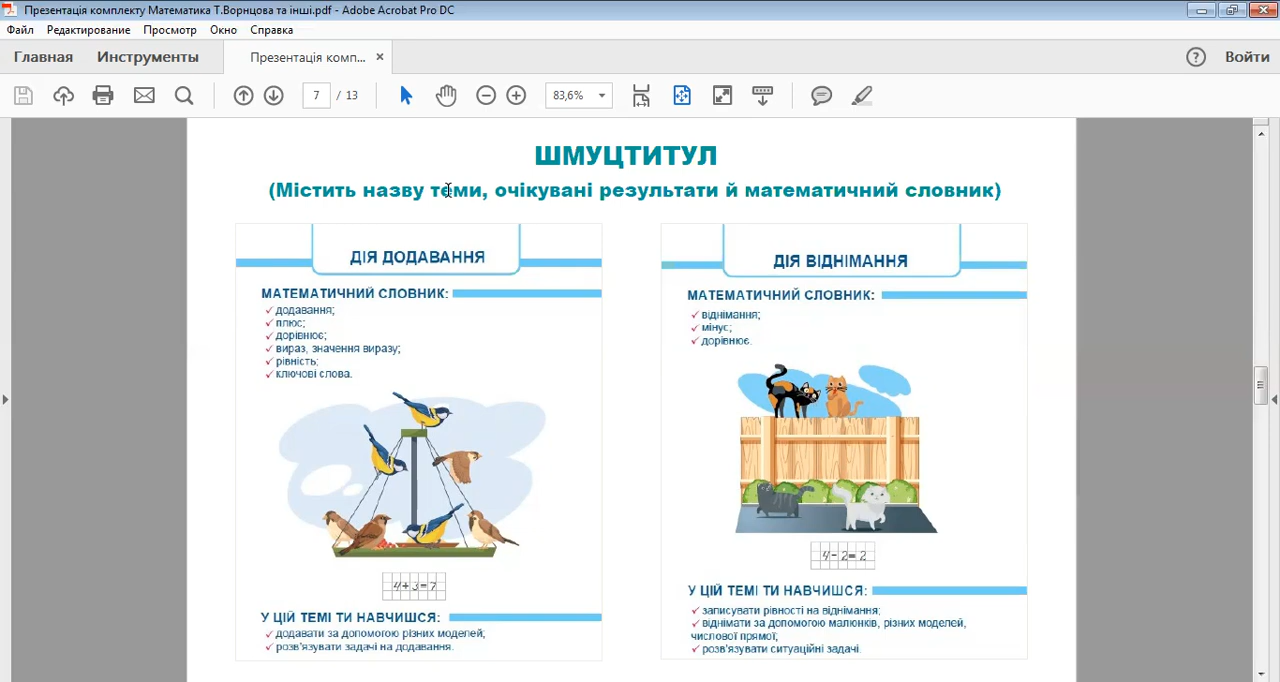 Презентація комплекту Математика Т.Ворнцова та інші.pdf - Adobe Acrobat Pro DC
Файл Редактирование Просмотр Окно Справка
Главная Инструменты Презентація комп... × ? Войти
7 / 13 83,6%
ШМУЦТИТУЛ
(Містить назву теми, очікувані результати й математичний словник)
ДІЯ ДОДАВАННЯ
МАТЕМАТИЧНИЙ СЛОВНИК:
✓ додавання;
✓ плюс;
✓ дорівнює;
✓ вираз, значення виразу;
✓ рівність;
✓ ключові слова.
4+3=7
У ЦІЙ ТЕМІ ТИ НАВЧИШСЯ:
✓ додавати за допомогою різних моделей;
✓ розв'язувати задачі на додавання.
ДІЯ ВІДНІМАННЯ
МАТЕМАТИЧНИЙ СЛОВНИК:
✓ віднімання;
✓ мінус;
✓ дорівнює.
4-2=2
У ЦІЙ ТЕМІ ТИ НАВЧИШСЯ:
✓ записувати рівності на віднімання;
✓ віднімати за допомогою малюнків, різних моделей,
числової прямої;
✓ розв'язувати ситуаційні задачі.